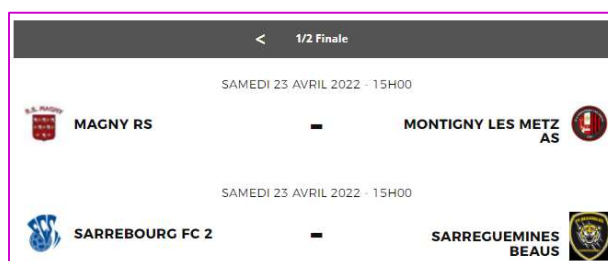 < 1/2 Finale
SAMEDI 23 AVRIL 2022 - 15H00
R.S. MAGNY
MAGNY RS - MONTIGNY LES METZ
AS
SAMEDI 23 AVRIL 2022 - 15H00
SARREBOURG FC 2 - SARREGUEMINES
BEAUS